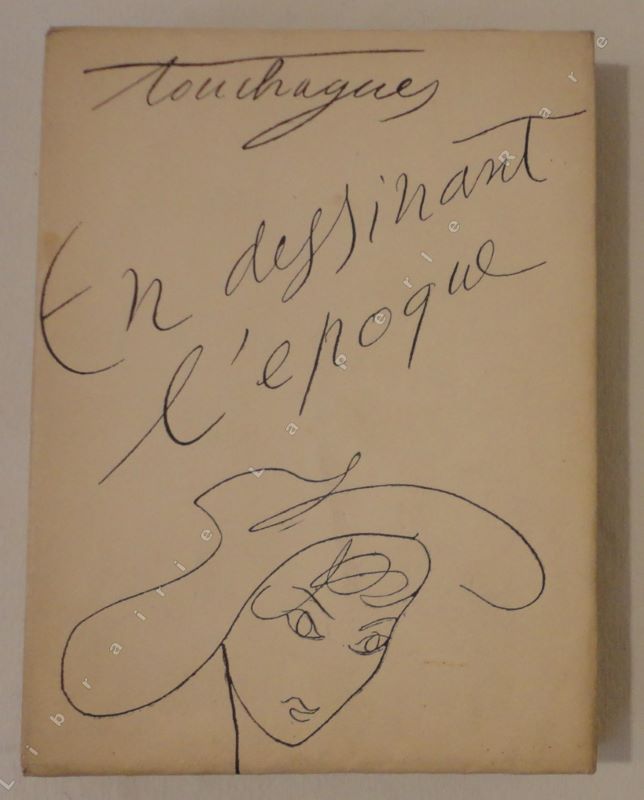 touchagues
En dessinant
l'epoque
Librairie La Perle Rare